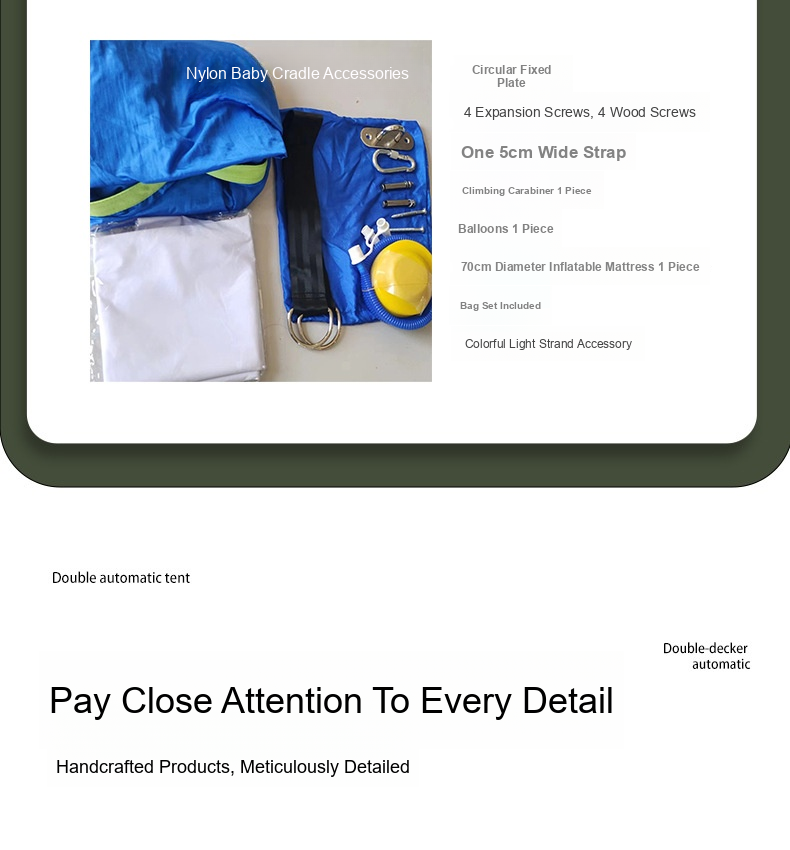 Nylon Baby Cradle Accessories
Circular Fixed
Plate
4 Expansion Screws, 4 Wood Screws
One 5cm Wide Strap
Climbing Carabiner 1 Piece
Balloons 1 Piece
70cm Diameter Inflatable Mattress 1 Piece
Bag Set Included
Colorful Light Strand Accessory
Double automatic tent
Double-decker
automatic
Pay Close Attention To Every Detail
Handcrafted Products, Meticulously Detailed